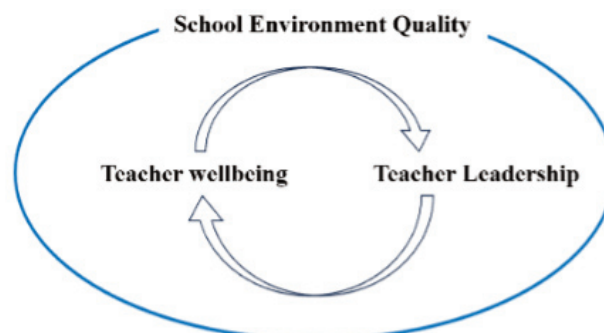 School Environment Quality
Teacher wellbeing
Teacher Leadership